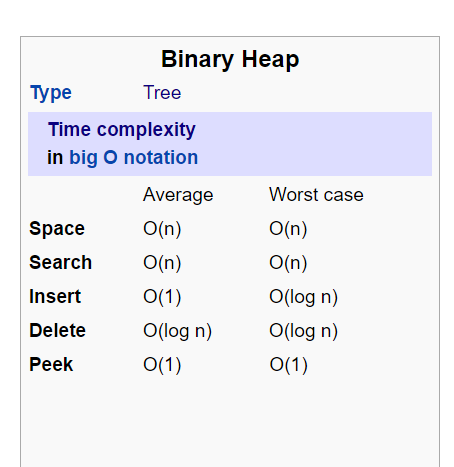 Binary Heap
Type Tree
Time complexity
in big O notation
Average Worst case
Space O(n) O(n)
Search O(n) O(n)
Insert O(1) O(log n)
Delete O(log n) O(log n)
Peek O(1) O(1)